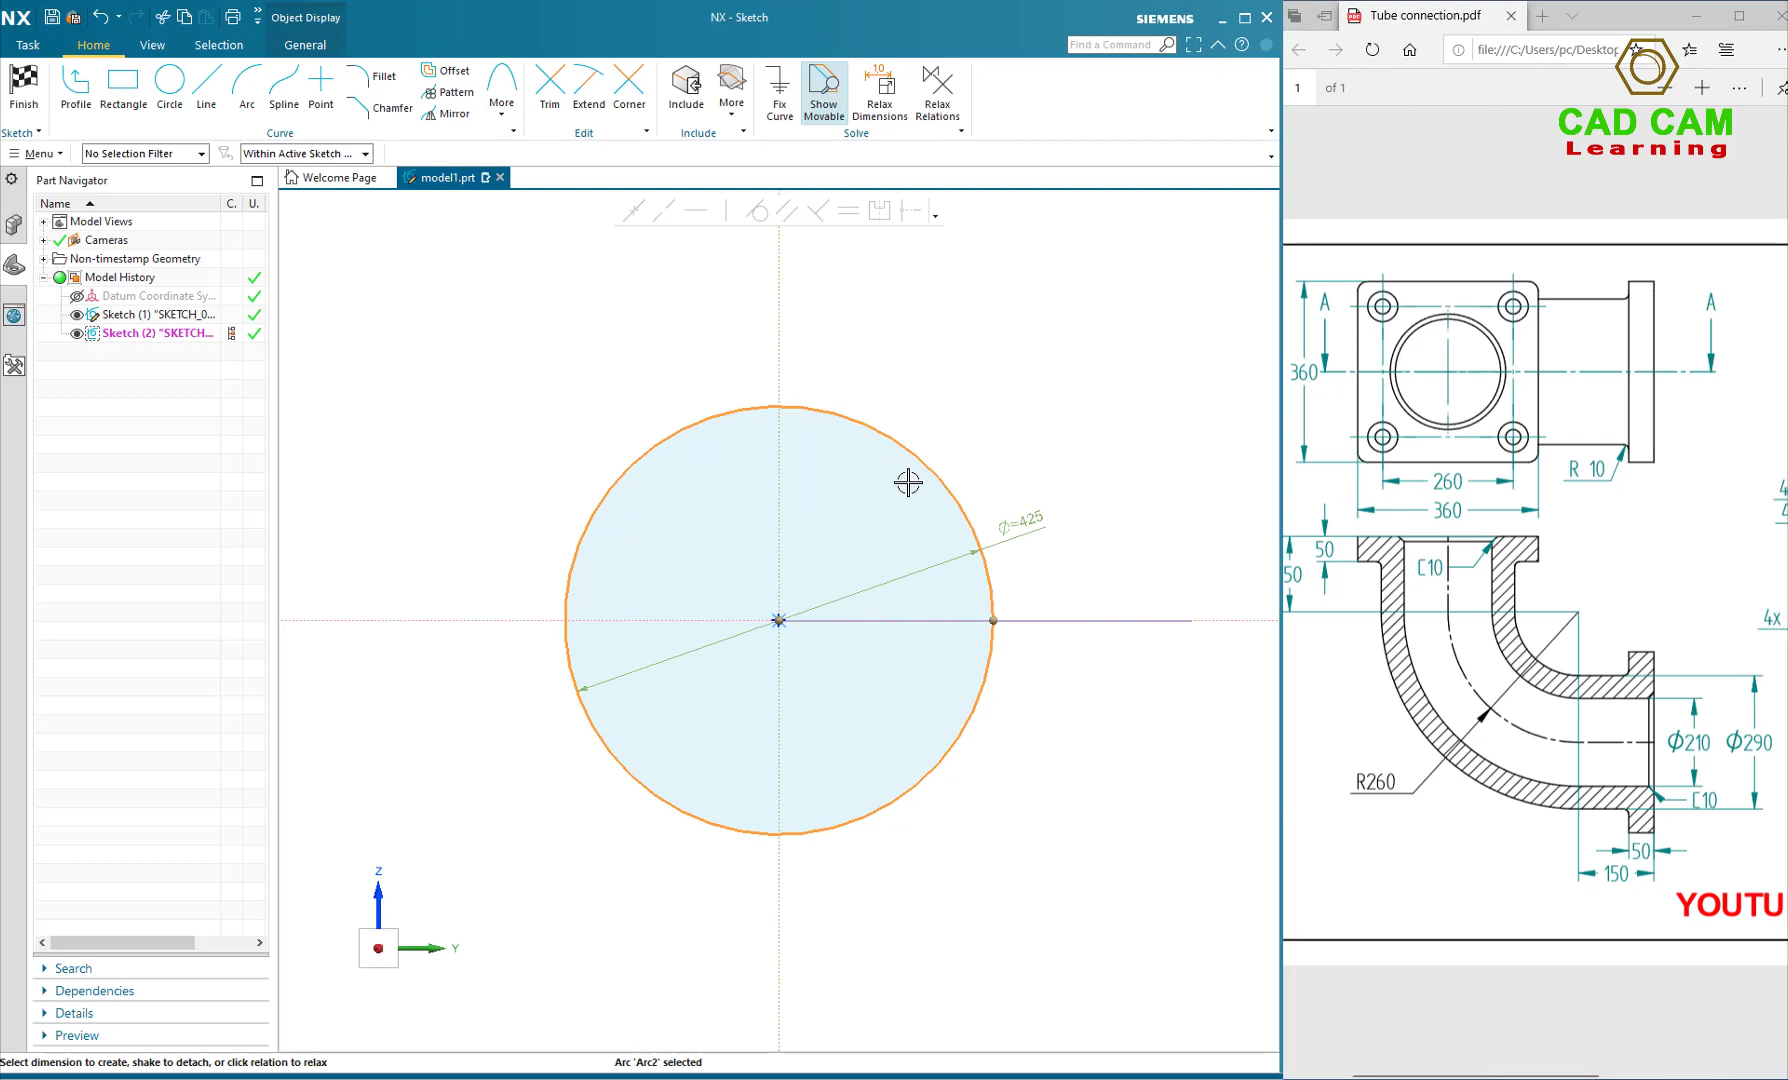 NX
Object Display
NX - Sketch
SIEMENS
Task
Home
View
Selection
General
Find a Command
Finish
Profile
Rectangle
Circle
Line
Arc
Spline
Point
Fillet
Chamfer
Offset
Pattern
Mirror
More
Trim
Extend
Corner
Include
More
Fix
Curve
Show
Movable
Relax
Dimensions
Relax
Relations
Sketch
Curve
Edit
Include
Solve
Menu
No Selection Filter
Within Active Sketch ...
Part Navigator
Welcome Page
model1.prt
Name
C.
U.
Model Views
Cameras
Non-timestamp Geometry
Model History
Datum Coordinate Sy...
Sketch (1) "SKETCH_0...
Sketch (2) "SKETCH...
Search
Dependencies
Details
Preview
Ø=425
Z
Y
Select dimension to create, shake to detach, or click relation to relax
Arc 'Arc2' selected
Tube connection.pdf
file:///C:/Users/pc/Desktop
1 of 1
CAD CAM
Learning
A
A
360
R 10
260
360
50
50
C10
4x
R260
Φ210
Φ290
C10
50
150
YOUTU